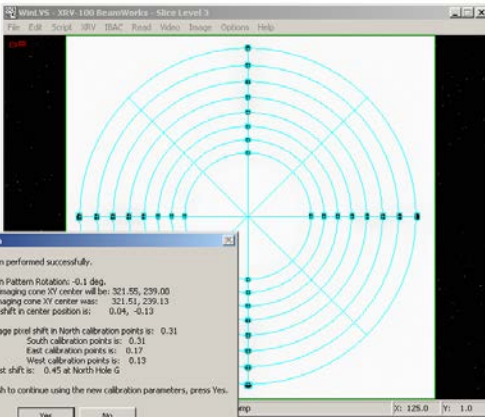 WinLVS - XRV-100 BeamWorks - Slice Level 3
File Edit Script XRV IBAC Read Video Image Options Help
n performed successfully.
n Pattern Rotation: -0.1 deg.
maging cone XY center will be: 321.55, 239.00
maging cone XY center was: 321.51, 239.13
shift in center position is: 0.04, -0.13
age pixel shift in North calibration points is: 0.31
South calibration points is: 0.31
East calibration points is: 0.17
West calibration points is: 0.13
st shift is: 0.45 at North Hole G
sh to continue using the new calibration parameters, press Yes.
Yes No
mp X: 125.0 Y: 1.0